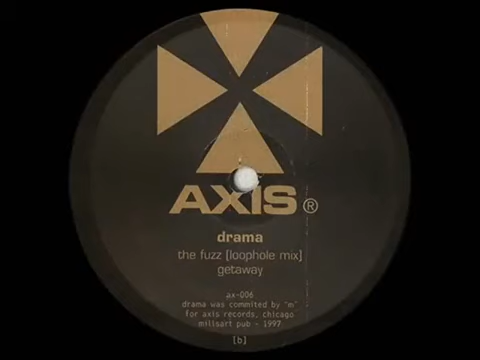 AXIS®
drama
the fuzz [loophole mix]
getaway
ax-006
drama was commited by "m"
for axis records, chicago
millsart pub - 1997
[b]